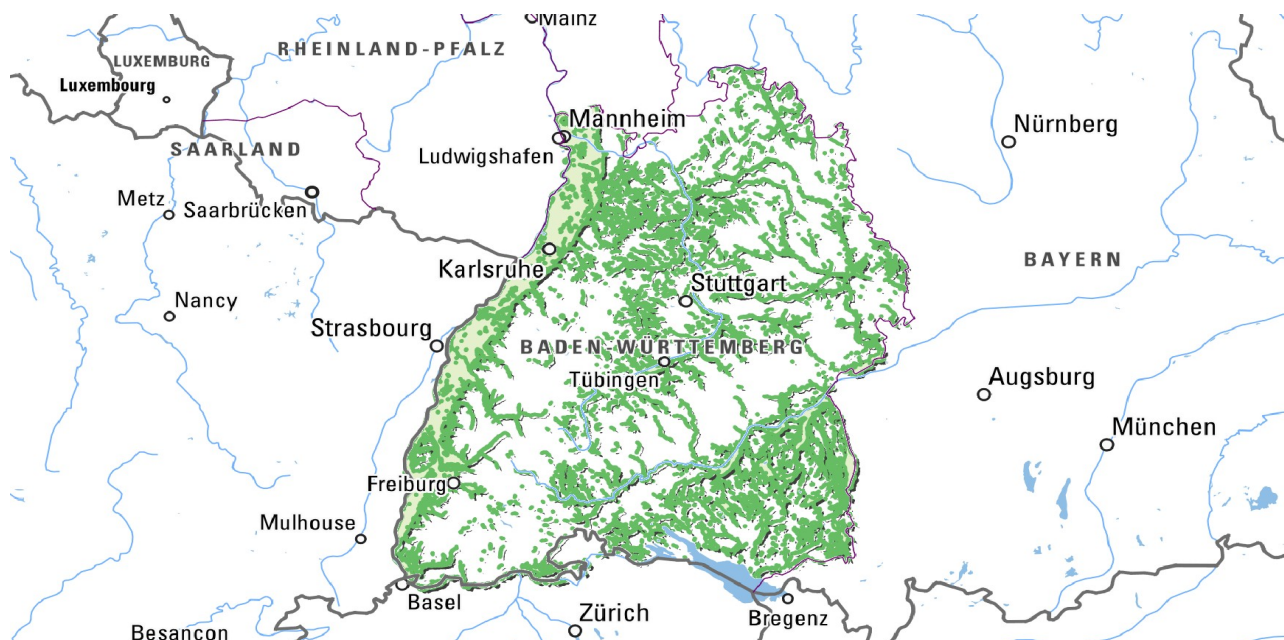 Mainz
RHEINLAND-PFALZ
LUXEMBURG
Luxembourg
Mannheim
Nürnberg
SAARLAND
Ludwigshafen
Metz
Saarbrücken
Karlsruhe
BAYERN
Stuttgart
Nancy
Strasbourg
BADEN-WÜRTTEMBERG
Tübingen
Augsburg
München
Freiburg
Mulhouse
Basel
Zürich
Bregenz
Besancon